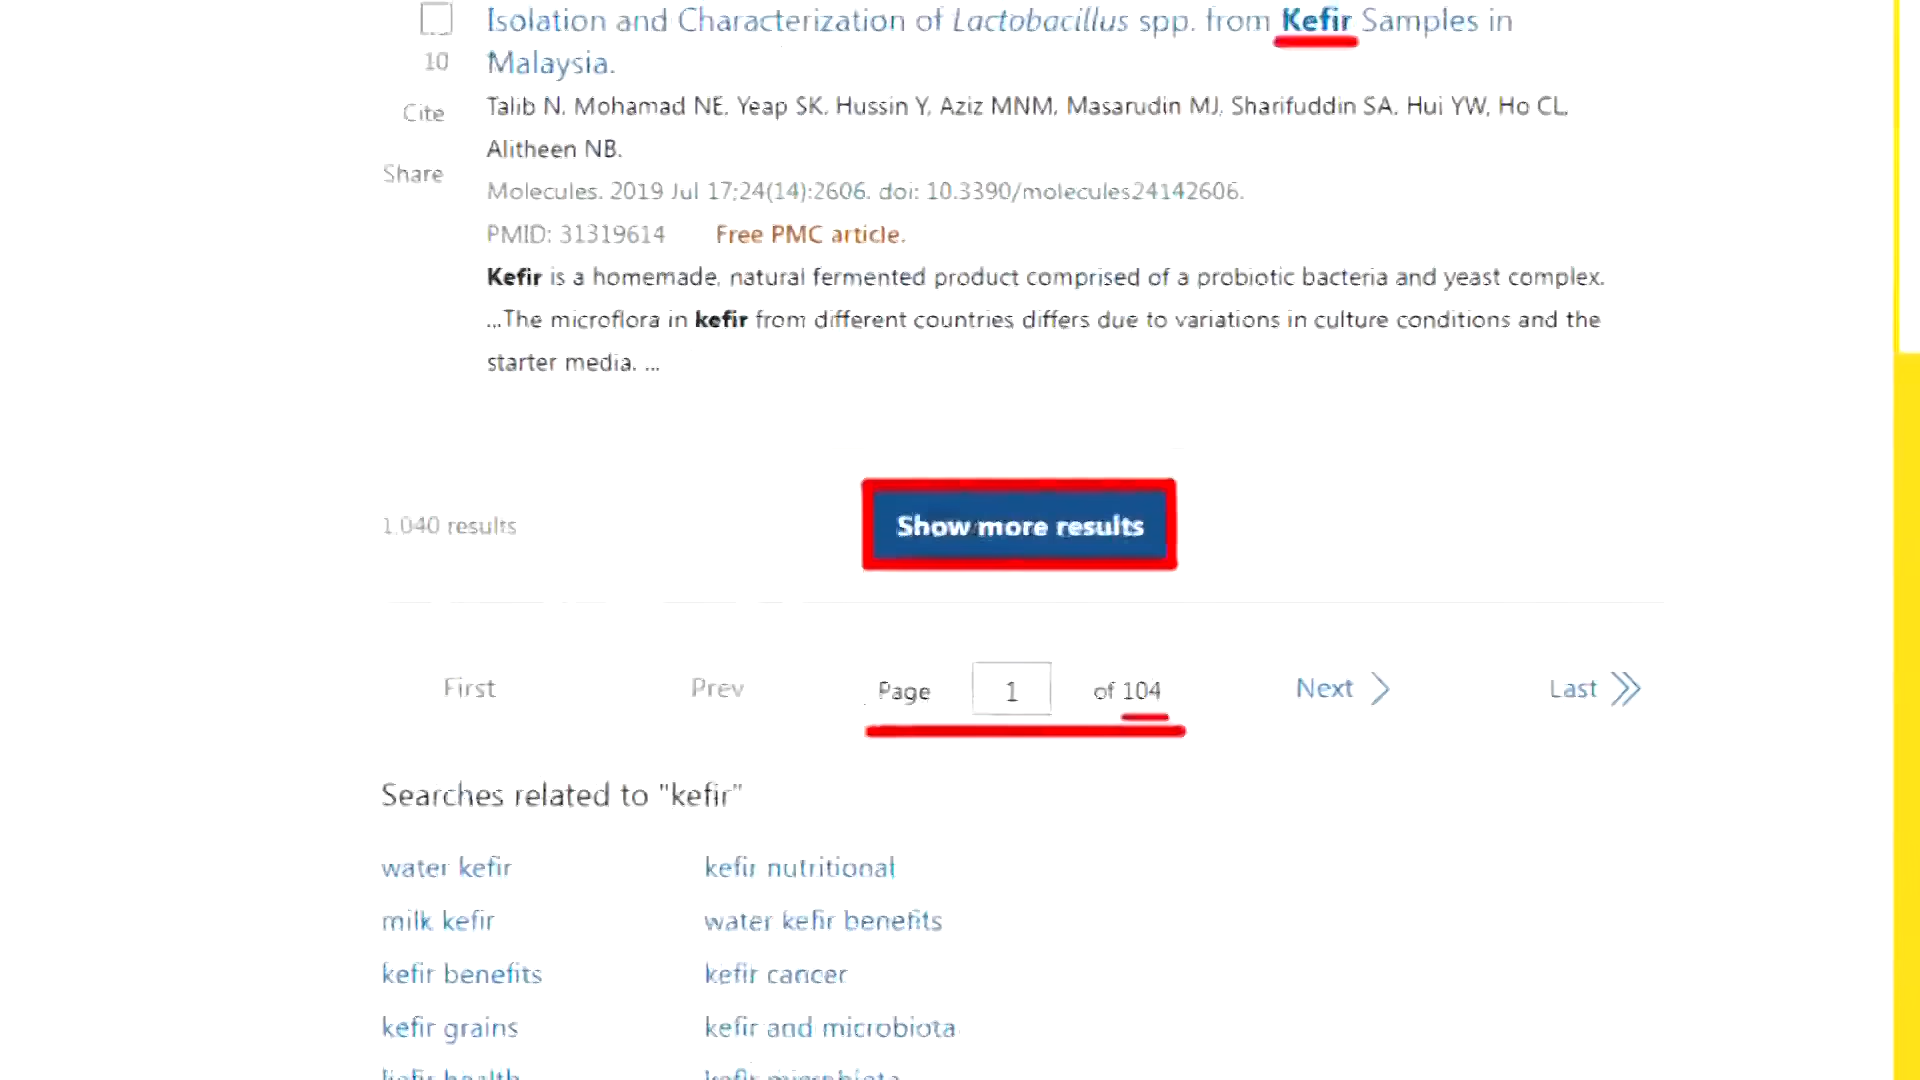 Isolation and Characterization of Lactobacillus spp. from Kefir Samples in
10 Malaysia.
Cite Talib N, Mohamad NE, Yeap SK, Hussin Y, Aziz MNM, Masarudin MJ, Sharifuddin SA, Hui YW, Ho CL,
Alitheen NB.
Share
Molecules. 2019 Jul 17;24(14):2606. doi: 10.3390/molecules24142606.
PMID: 31319614 Free PMC article.
Kefir is a homemade, natural fermented product comprised of a probiotic bacteria and yeast complex.
...The microflora in kefir from different countries differs due to variations in culture conditions and the
starter media. ...
1,040 results Show more results
First Prev Page 1 of 104 Next Last
Searches related to "kefir"
water kefir kefir nutritional
milk kefir water kefir benefits
kefir benefits kefir cancer
kefir grains kefir and microbiota
kefir health kefir microbiota